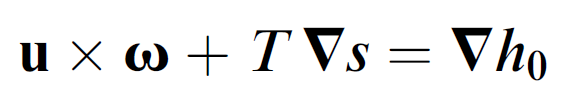 u × ω + T ∇s = ∇h₀